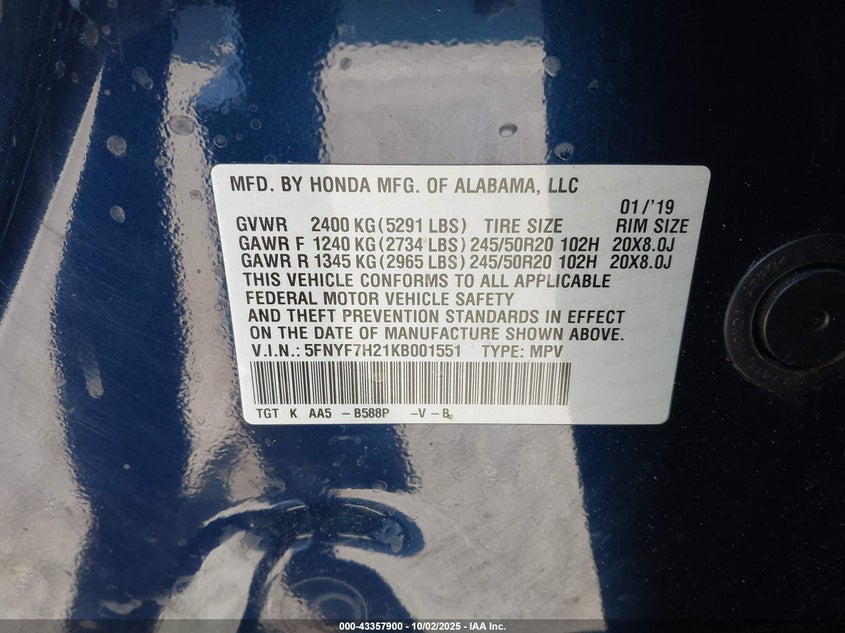 MFD. BY HONDA MFG. OF ALABAMA, LLC
01/'19
GVWR 2400 KG(5291 LBS) TIRE SIZE RIM SIZE
GAWR F 1240 KG(2734 LBS) 245/50R20 102H 20X8.0J
GAWR R 1345 KG(2965 LBS) 245/50R20 102H 20X8.0J
THIS VEHICLE CONFORMS TO ALL APPLICABLE
FEDERAL MOTOR VEHICLE SAFETY
AND THEFT PREVENTION STANDARDS IN EFFECT
ON THE DATE OF MANUFACTURE SHOWN ABOVE.
V.I.N.: 5FNYF7H21KB001551 TYPE: MPV
TGT K AA5 -B588P -V-B
000-43357900 - 10/02/2025 - IAA Inc.